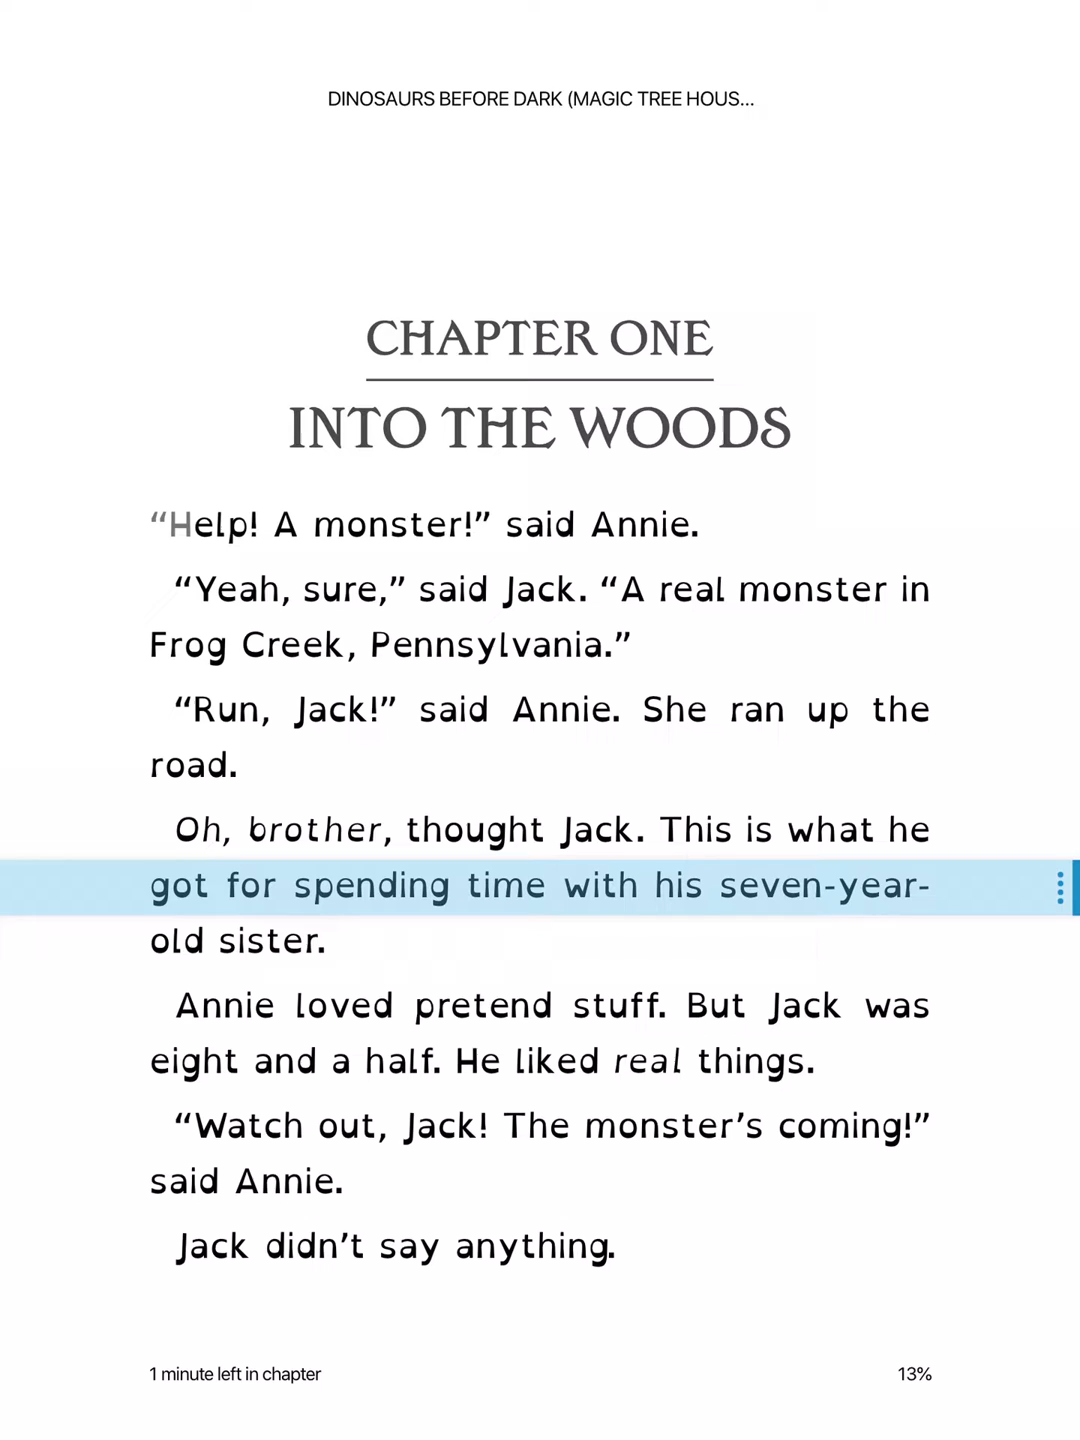 DINOSAURS BEFORE DARK (MAGIC TREE HOUS...
CHAPTER ONE
INTO THE WOODS
“Help! A monster!” said Annie.
“Yeah, sure,” said Jack. “A real monster in
Frog Creek, Pennsylvania.”
“Run, Jack!” said Annie. She ran up the
road.
Oh, brother, thought Jack. This is what he
got for spending time with his seven-year-
old sister.
Annie loved pretend stuff. But Jack was
eight and a half. He liked real things.
“Watch out, Jack! The monster’s coming!”
said Annie.
Jack didn’t say anything.
1 minute left in chapter
13%